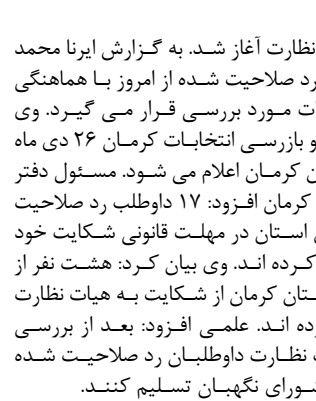 نظارت آغاز شد. به گزارش ایرنا محمد
رد صلاحیت شده از امروز با هماهنگی
ت مورد بررسی قرار می گیرد. وی
و بازرسی انتخابات کرمان ۲۶ دی ماه
ن کرمان اعلام می شود. مسئول دفتر
کرمان افزود: ۱۷ داوطلب رد صلاحیت
استان در مهلت قانونی شکایت خود
کرده اند. وی بیان کرد: هشت نفر از
ستان کرمان از شکایت به هیات نظارت
ده اند. علمی افزود: بعد از بررسی
نظارت داوطلبان رد صلاحیت شده
شورای نگهبان تسلیم کنند.